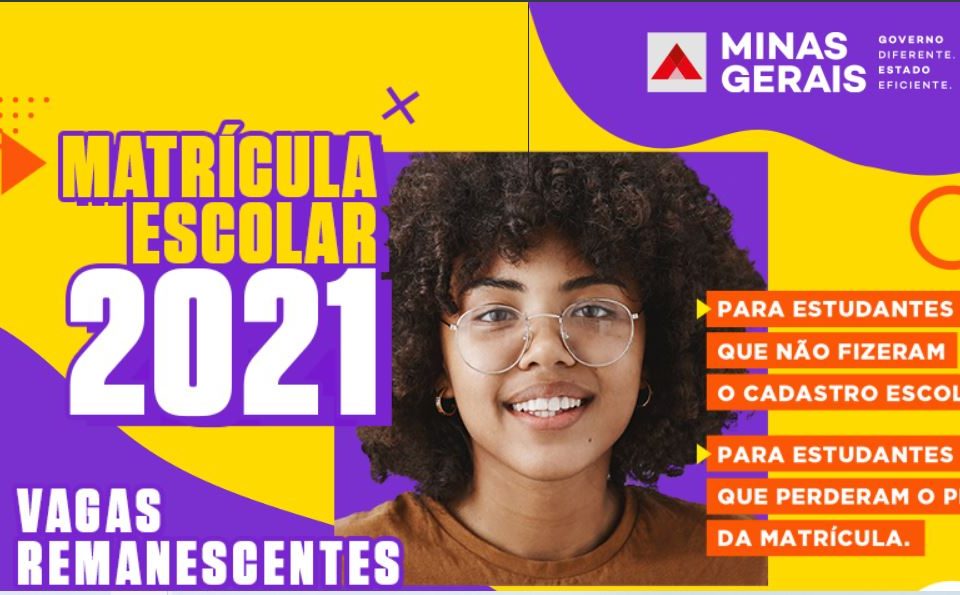 MINAS
GERAIS
GOVERNO
DIFERENTE.
ESTADO
EFICIENTE.
MATRÍCULA
ESCOLAR
2021
PARA ESTUDANTES
QUE NÃO FIZERAM
O CADASTRO
PARA ESTUDANTES
QUE PERDERAM O
DA MATRÍCULA.
VAGAS
REMANESCENTES